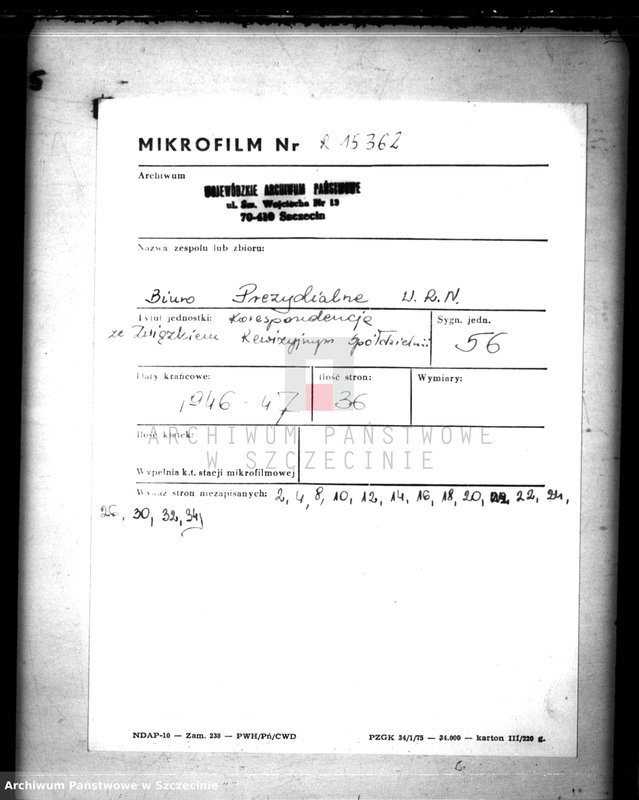 MIKROFILM Nr R 15362
Archiwum
WOJEWÓDZKIE ARCHIWUM PAŃSTWOWE
ul. Św. Wojciecha Nr 13
70-410 Szczecin
Nazwa zespołu lub zbioru:
Biuro Prezydialne W.R.N.
Tytuł jednostki: Korespondencja
ze Związkiem Rewizyjnym Spółdzielni
Sygn. jedn.
56
Daty krańcowe:
1946 - 47
Ilość stron:
36
Wymiary:
ARCHIWUM PAŃSTWOWE
W SZCZECINIE
Ilość klatek:
Wypełnia k.t. stacji mikrofilmowej
Wykaz stron niezapisanych: 2, 4, 8, 10, 12, 14, 16, 18, 20, 22, 24,
26, 30, 32, 34
NDAP-10 — Zam. 238 — PWH/Pń/CWD
PZGK 34/1/75 — 34.000 — karton III/220 g.
Archiwum Państwowe w Szczecinie